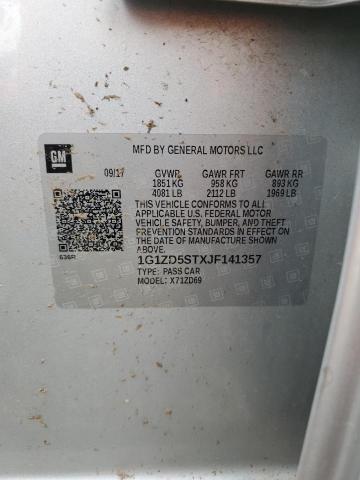 GM
MFD BY GENERAL MOTORS LLC
09/17 GVWR GAWR FRT GAWR RR
1851 KG 958 KG 893 KG
4081 LB 2112 LB 1969 LB
THIS VEHICLE CONFORMS TO ALL
APPLICABLE U.S. FEDERAL MOTOR
VEHICLE SAFETY, BUMPER, AND THEFT
PREVENTION STANDARDS IN EFFECT ON
THE DATE OF MANUFACTURE SHOWN
ABOVE.
636R
1G1ZD5STXJF141357
TYPE: PASS CAR
MODEL: X71ZD69